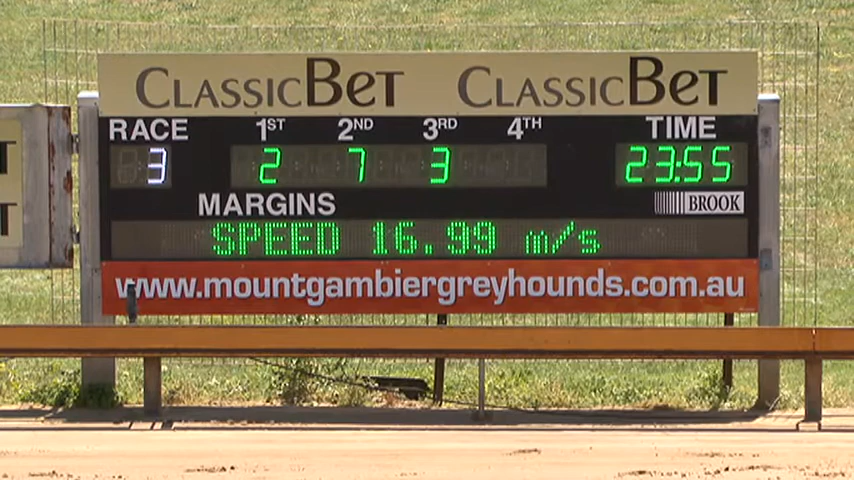 CLASSICBET CLASSICBET
RACE 1ST 2ND 3RD 4TH TIME
3 2 7 3 23:55
MARGINS BROOK
SPEED 16.99 m/s
www.mountgambiergreyhounds.com.au